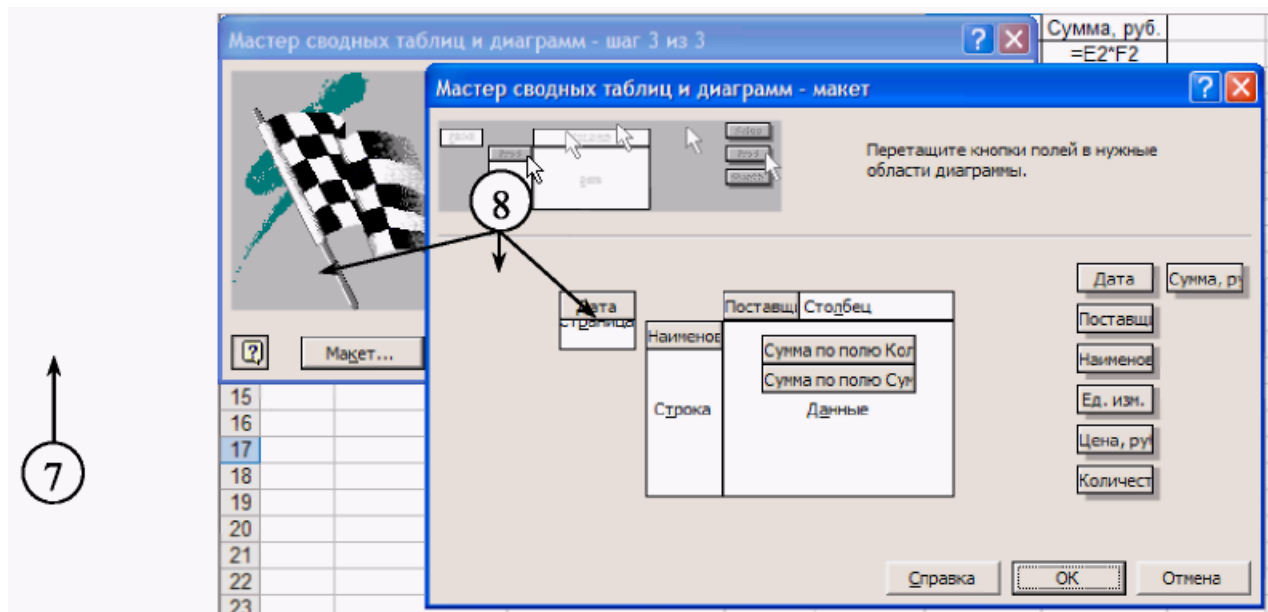 Мастер сводных таблиц и диаграмм - шаг 3 из 3
Сумма, руб.
=E2*F2
Мастер сводных таблиц и диаграмм - макет
Перетащите кнопки полей в нужные
области диаграммы.
8
Дата
Страница
Поставщ
Столбец
Наименов
Сумма по полю Кол
Сумма по полю Сум
Строка
Данные
Дата
Сумма, ру
Поставщ
Наименов
Ед. изм.
Цена, руб
Количест
Макет...
15
16
17
18
19
20
21
22
23
7
Справка
ОК
Отмена